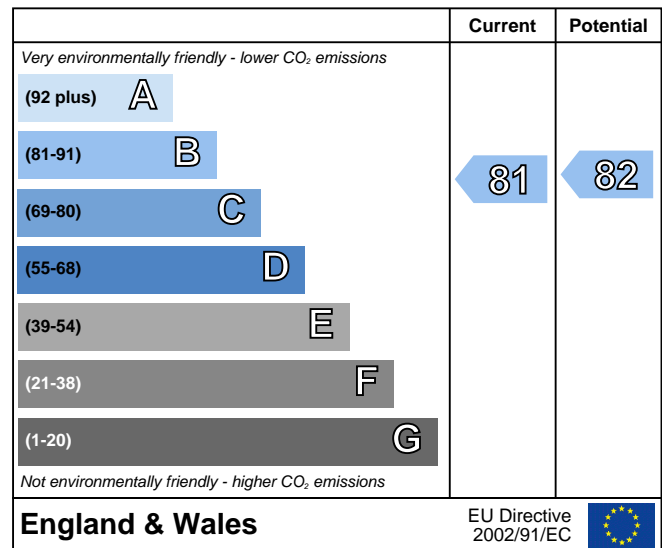 Current Potential
Very environmentally friendly - lower CO₂ emissions
(92 plus) A
(81-91) B
81 82
(69-80) C
(55-68) D
(39-54) E
(21-38) F
(1-20) G
Not environmentally friendly - higher CO₂ emissions
England & Wales
EU Directive
2002/91/EC